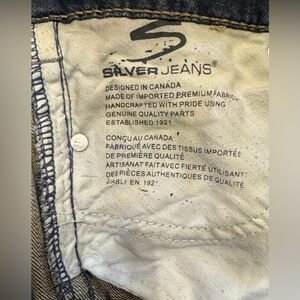 S
SILVER JEANS®
DESIGNED IN CANADA
MADE OF IMPORTED PREMIUM FABRIC
HANDCRAFTED WITH PRIDE USING
GENUINE QUALITY PARTS
ESTABLISHED 1921
CONÇU AU CANADA
FABRIQUÉ AVEC DES TISSUS IMPORTÉS
DE PREMIÈRE QUALITÉ
ARTISANAT FAIT AVEC FIERTÉ UTILISANT
DES PIÈCES AUTHENTIQUES DE QUALITÉ
ÉTABLI EN 192